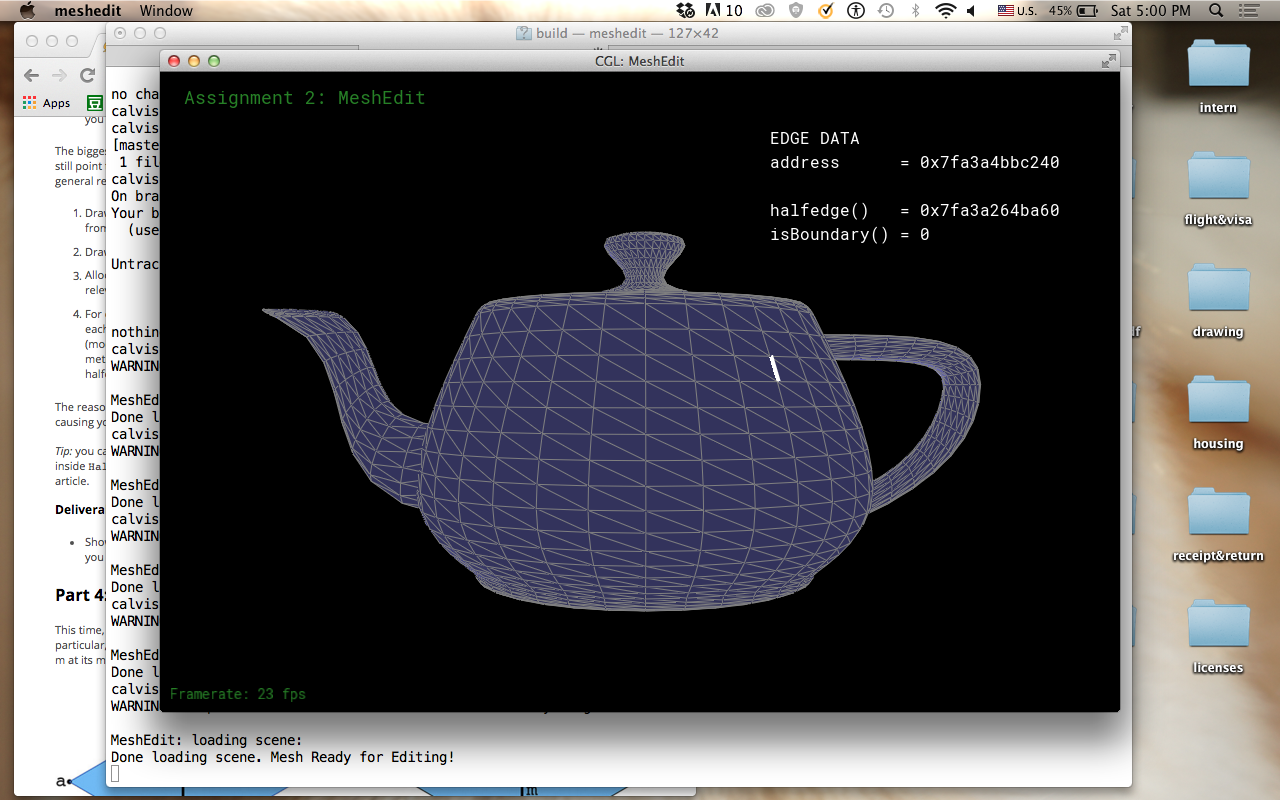 meshedit Window
10 U.S. 45% Sat 5:00 PM
build — meshedit — 127×42
CGL: MeshEdit
Assignment 2: MeshEdit
EDGE DATA
address = 0x7fa3a4bbc240
halfedge() = 0x7fa3a264ba60
isBoundary() = 0
Framerate: 23 fps
Apps
you
The bigges
still point
general re
1. Draw
from
2. Draw
3. Alloc
relev
4. For
each
(mo
met
halfe
The reaso
causing yo
Tip: you ca
inside Hal
article.
Delivera
Show
you
Part 4:
This time,
particular,
m at its m
a
m
no cha
calvis
calvis
[maste
1 fil
calvis
On bra
Your b
(use
Untrac
nothin
calvis
WARNIN
MeshEd
Done l
calvis
WARNIN
MeshEd
Done l
calvis
WARNIN
MeshEd
Done l
calvis
WARNIN
MeshEd
Done l
calvis
WARNIN
MeshEdit: loading scene:
Done loading scene. Mesh Ready for Editing!
intern
flight&visa
drawing
housing
receipt&return
licenses